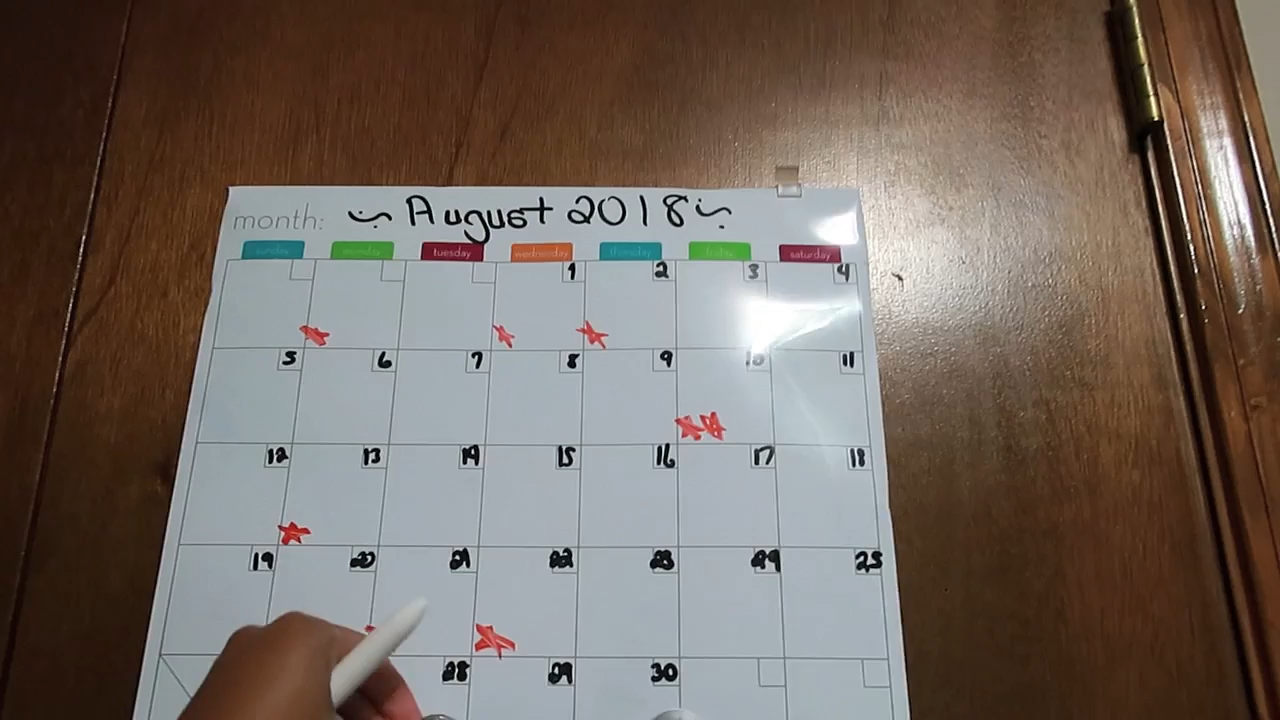 month: ~ August 2018 ~
sunday monday tuesday wednesday thursday friday saturday
1 2 3 4
5 6 7 8 9 10 11
12 13 14 15 16 17 18
19 20 21 22 23 24 25
28 29 30